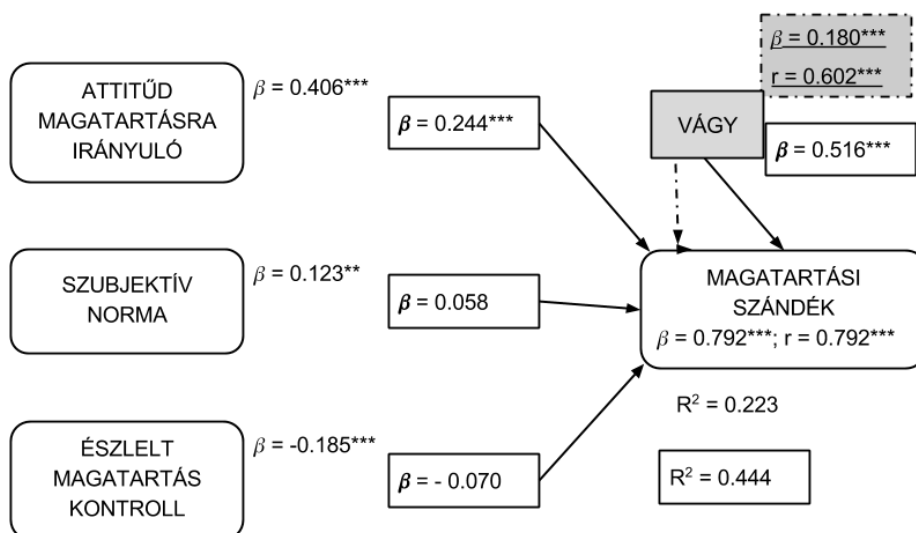 ATTITŰD
MAGATARTÁSRA
IRÁNYULÓ
β = 0.406***
β = 0.244***
β = 0.180***
r = 0.602***
VÁGY
β = 0.516***
SZUBJEKTÍV
NORMA
β = 0.123**
β = 0.058
MAGATARTÁSI
SZÁNDÉK
β = 0.792***; r = 0.792***
R² = 0.223
ÉSZLELT
MAGATARTÁS
KONTROLL
β = -0.185***
β = - 0.070
R² = 0.444